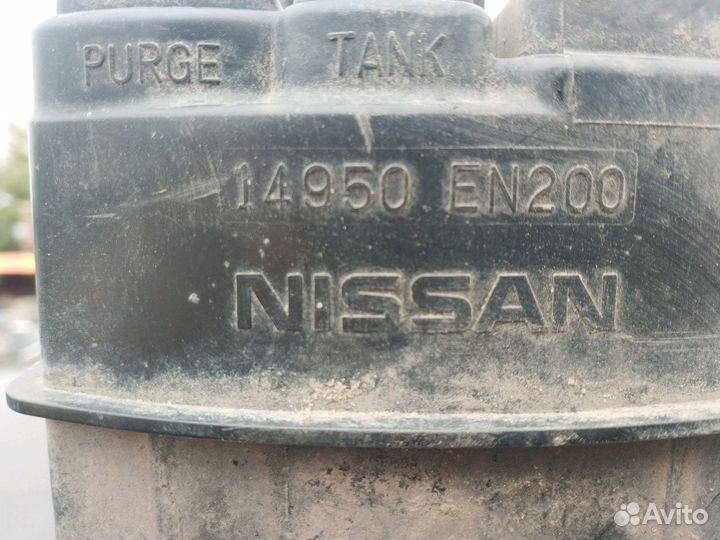 PURGE TANK
14950 EN200
NISSAN
Avito